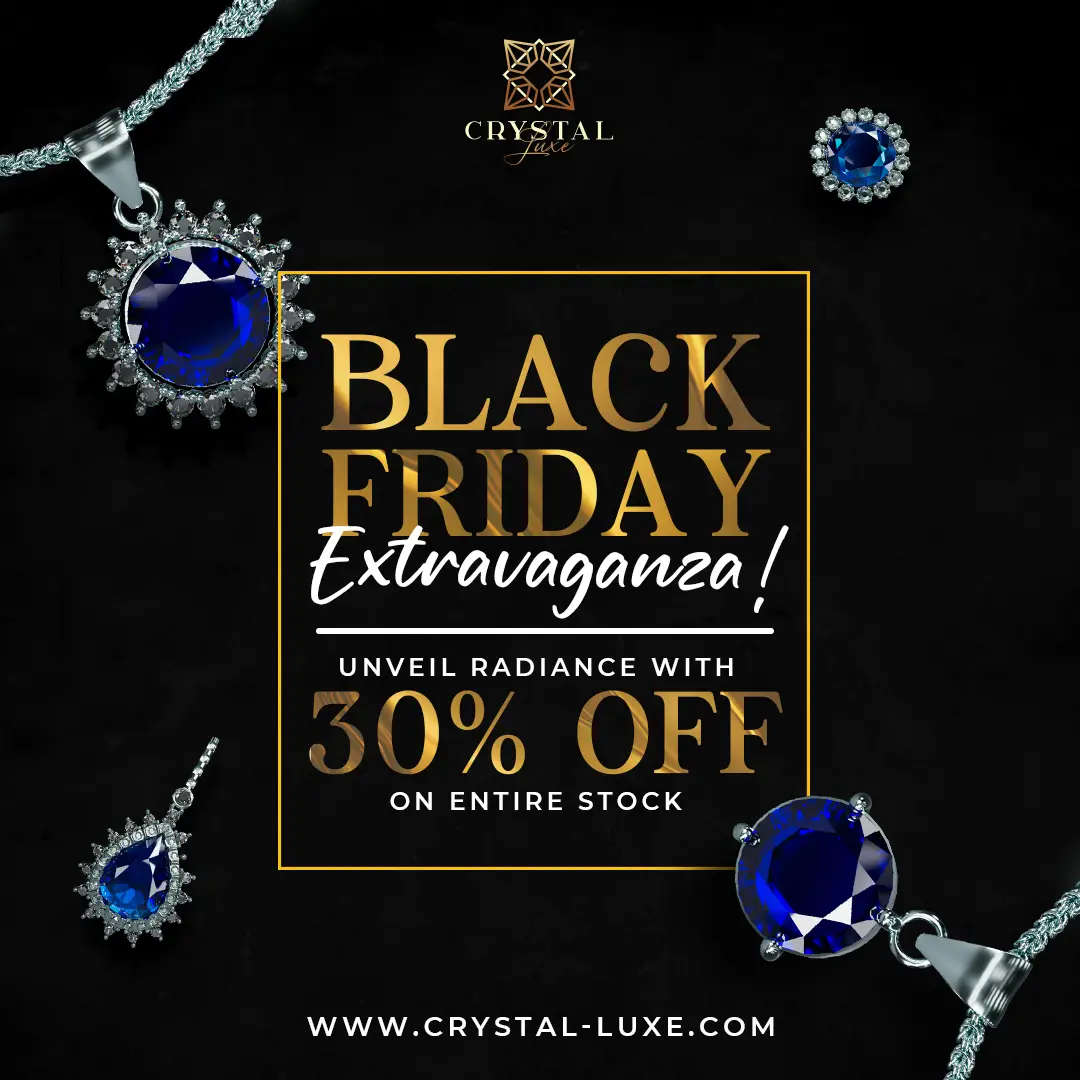 CRYSTAL
Luxe
BLACK
FRIDAY
Extravaganza!
UNVEIL RADIANCE WITH
30% OFF
ON ENTIRE STOCK
WWW.CRYSTAL-LUXE.COM